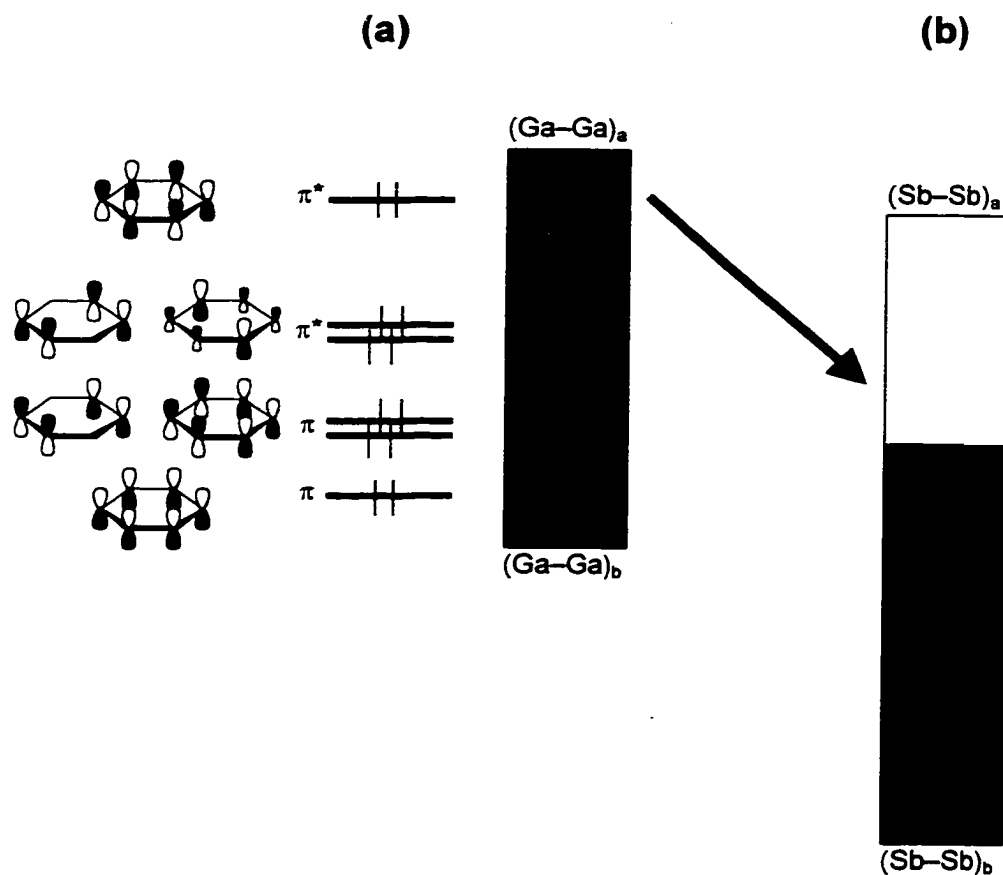 (a)
(b)
(Ga–Ga)ₐ
π*
(Sb–Sb)ₐ
π*
π
π
(Ga–Ga)b
(Sb–Sb)b